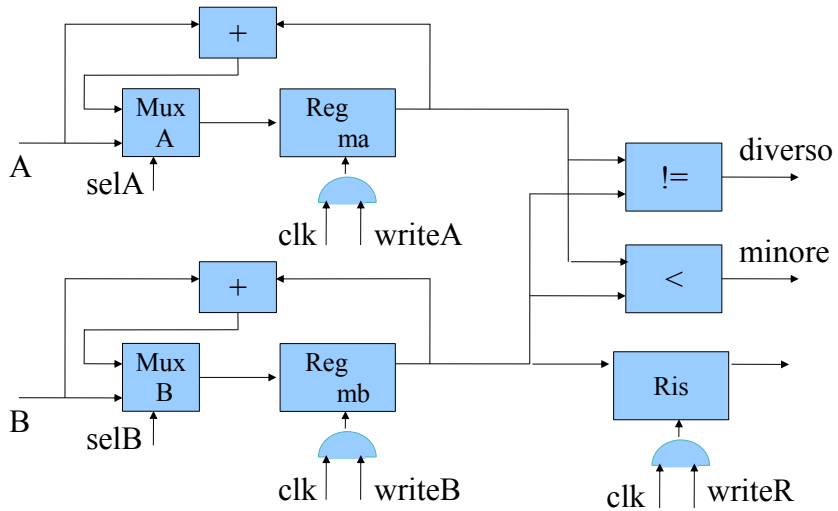 +
Mux
A
Reg
ma
A
selA
clk
writeA
!=
diverso
<
minore
+
Mux
B
Reg
mb
B
selB
clk
writeB
Ris
clk
writeR